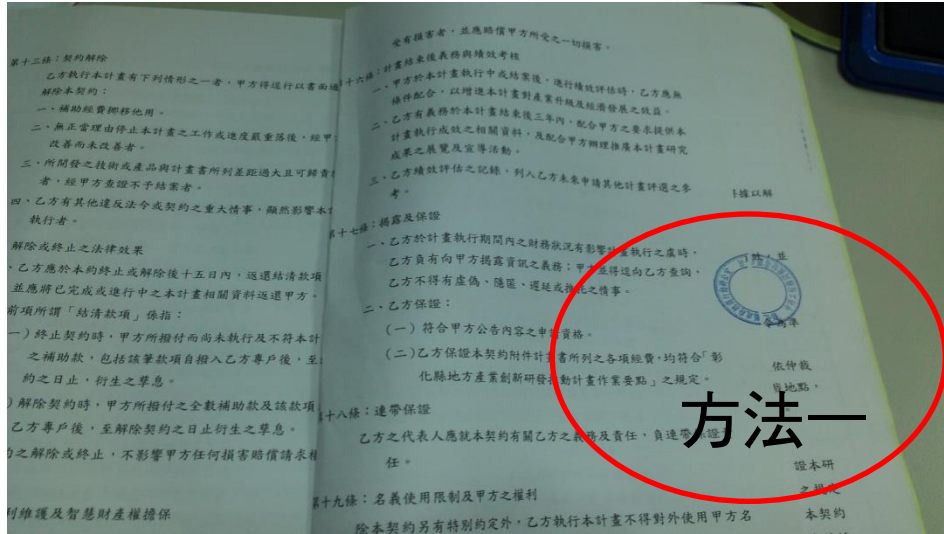 第十三條：契約解除
乙方執行本計畫有下列情形之一者，甲方得逕行以書面通
解除本契約：
一、補助經費挪移他用。
二、無正當理由停止本計畫之工作或進度嚴重落後，經甲
改善而未改善者。
三、所開發之技術或產品與計畫書所列差距過大且可歸責
者，經甲方查證不予結案者。
四、乙方有其他違反法令或契約之重大情事，顯然影響本
執行者。
解除或終止之法律效果
、乙方應於本約終止或解除後十五日內，返還結清款項
並應將已完成或進行中之本計畫相關資料返還甲方。
前項所謂「結清款項」係指：
一）終止契約時，甲方所撥付而尚未執行及不符本計
之補助款，包括該筆款項自撥入乙方專戶後，至
約之日止，衍生之孳息。
）解除契約時，甲方所撥付之全數補助款及該款項
乙方專戶後，至解除契約之日止衍生之孳息。
之解除或終止，不影響甲方任何損害賠償請求
利維護及智慧財產權擔保
受有損害者，並應賠償甲方所受之一切損害。
十六條：計畫結束後義務與績效考核
一、甲方於本計畫執行中或結案後，進行績效評估時，乙方應無
條件配合，以增進本計畫對產業升級及經濟發展之效益。
二、乙方有義務於本計畫結束後三年內，配合甲方之要求提供本
計畫執行成效之相關資料，及配合甲方辦理推廣本計畫研究
成果之展覽及宣導活動。
三、乙方績效評估之記錄，列入乙方未來申請其他計畫評選之參
考。
第十七條：揭露及保證
一、乙方於計畫執行期間內之財務狀況有影響計畫執行之虞時，
乙方負有向甲方揭露資訊之義務；甲方並得逕向乙方查詢，
乙方不得有虛偽、隱匿、遲延或推托之情事。
二、乙方保證：
（一）符合甲方公告內容之申請資格。
（二）乙方保證本契約附件計畫書所列之各項經費，均符合「彰
化縣地方產業創新研發推動計畫作業要點」之規定。
第十八條：連帶保證
乙方之代表人應就本契約有關乙方之義務及責任，負連帶保證
任。
第十九條：名義使用限制及甲方之權利
除本契約另有特別約定外，乙方執行本計畫不得對外使用甲方名
據以解
為準
依仲裁
地點，
方法一
證本研
之規定
本契約